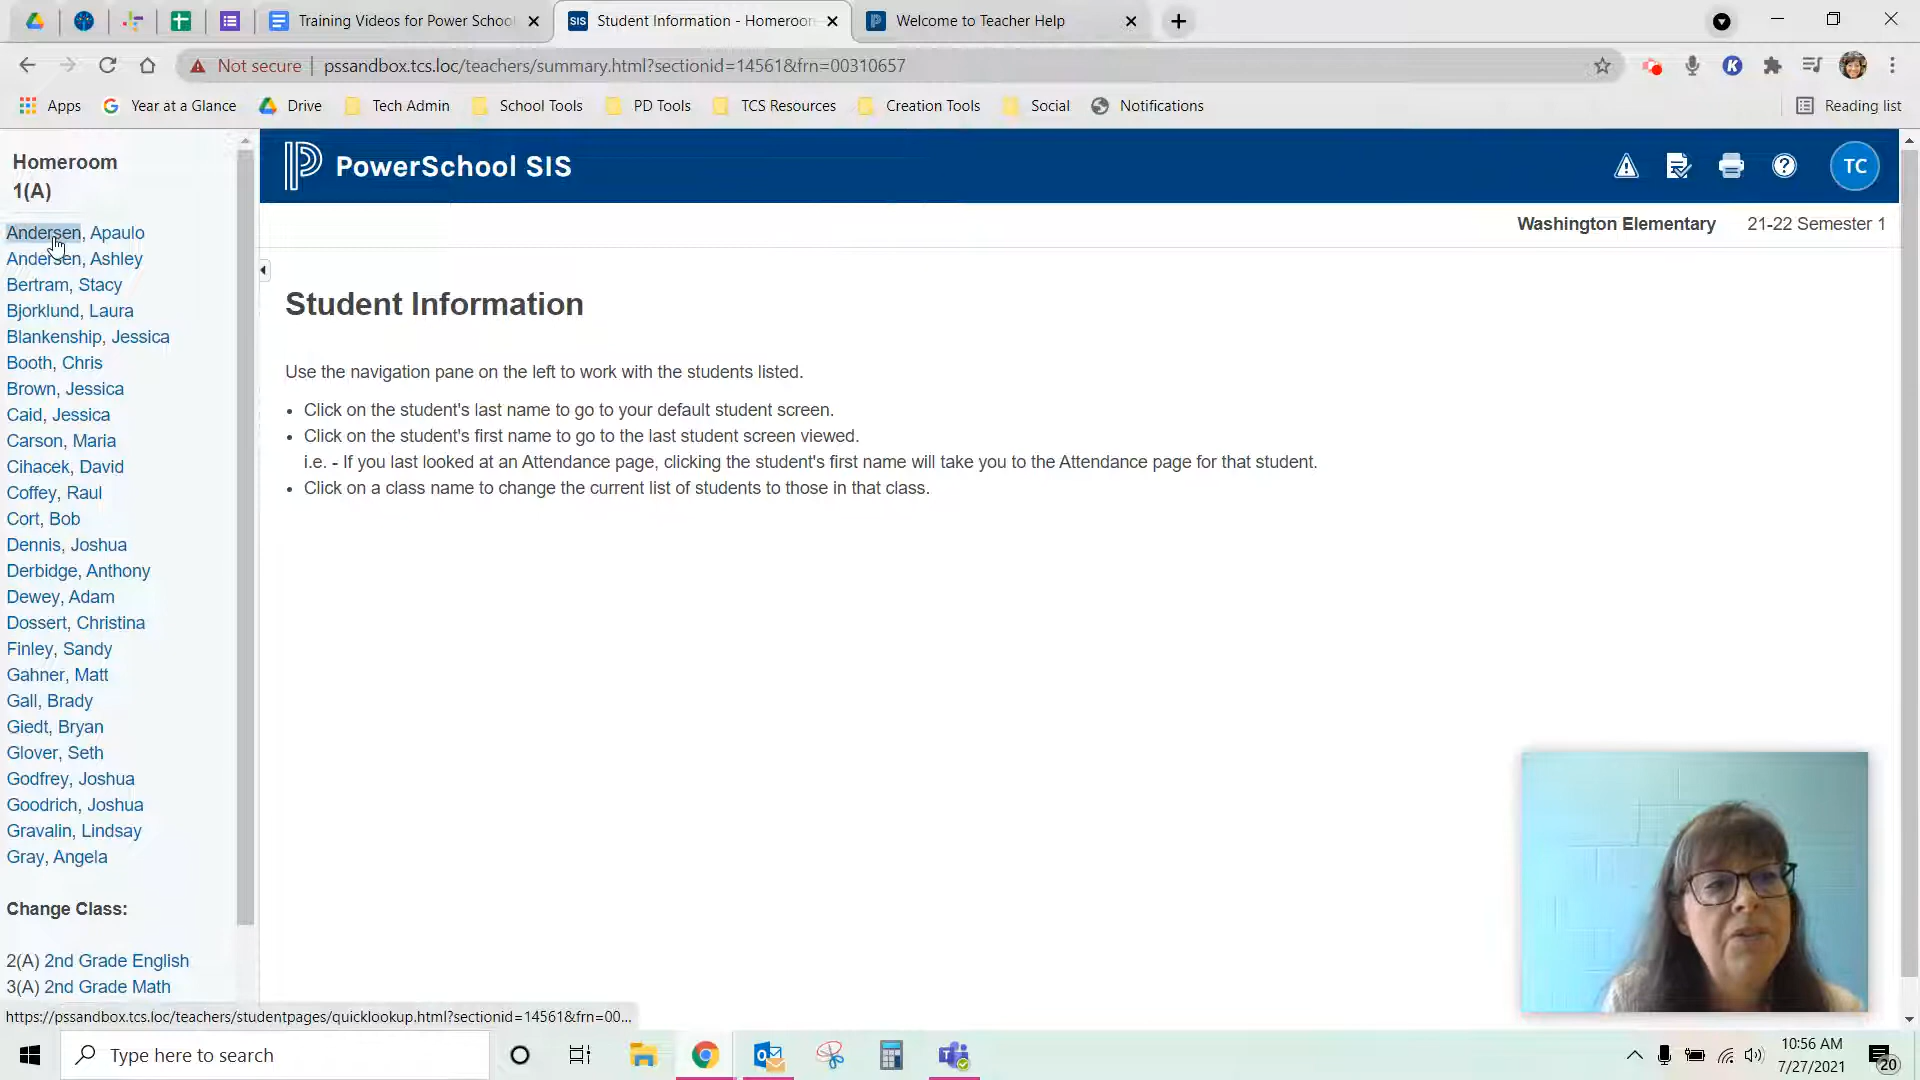 Training Videos for Power School
Student Information - Homeroon
Welcome to Teacher Help
Not secure
pssandbox.tcs.loc/teachers/summary.html?sectionid=14561&frn=00310657
Apps
Year at a Glance
Drive
Tech Admin
School Tools
PD Tools
TCS Resources
Creation Tools
Social
Notifications
Reading list
Homeroom
1(A)
Andersen, Apaulo
Andersen, Ashley
Bertram, Stacy
Bjorklund, Laura
Blankenship, Jessica
Booth, Chris
Brown, Jessica
Caid, Jessica
Carson, Maria
Cihacek, David
Coffey, Raul
Cort, Bob
Dennis, Joshua
Derbidge, Anthony
Dewey, Adam
Dossert, Christina
Finley, Sandy
Gahner, Matt
Gall, Brady
Giedt, Bryan
Glover, Seth
Godfrey, Joshua
Goodrich, Joshua
Gravalin, Lindsay
Gray, Angela
Change Class:
2(A) 2nd Grade English
3(A) 2nd Grade Math
https://pssandbox.tcs.loc/teachers/studentpages/quicklookup.html?sectionid=14561&frn=00...
PowerSchool SIS
TC
Washington Elementary 21-22 Semester 1
Student Information
Use the navigation pane on the left to work with the students listed.
• Click on the student's last name to go to your default student screen.
• Click on the student's first name to go to the last student screen viewed.
i.e. - If you last looked at an Attendance page, clicking the student's first name will take you to the Attendance page for that student.
• Click on a class name to change the current list of students to those in that class.
Type here to search
10:56 AM
7/27/2021
20